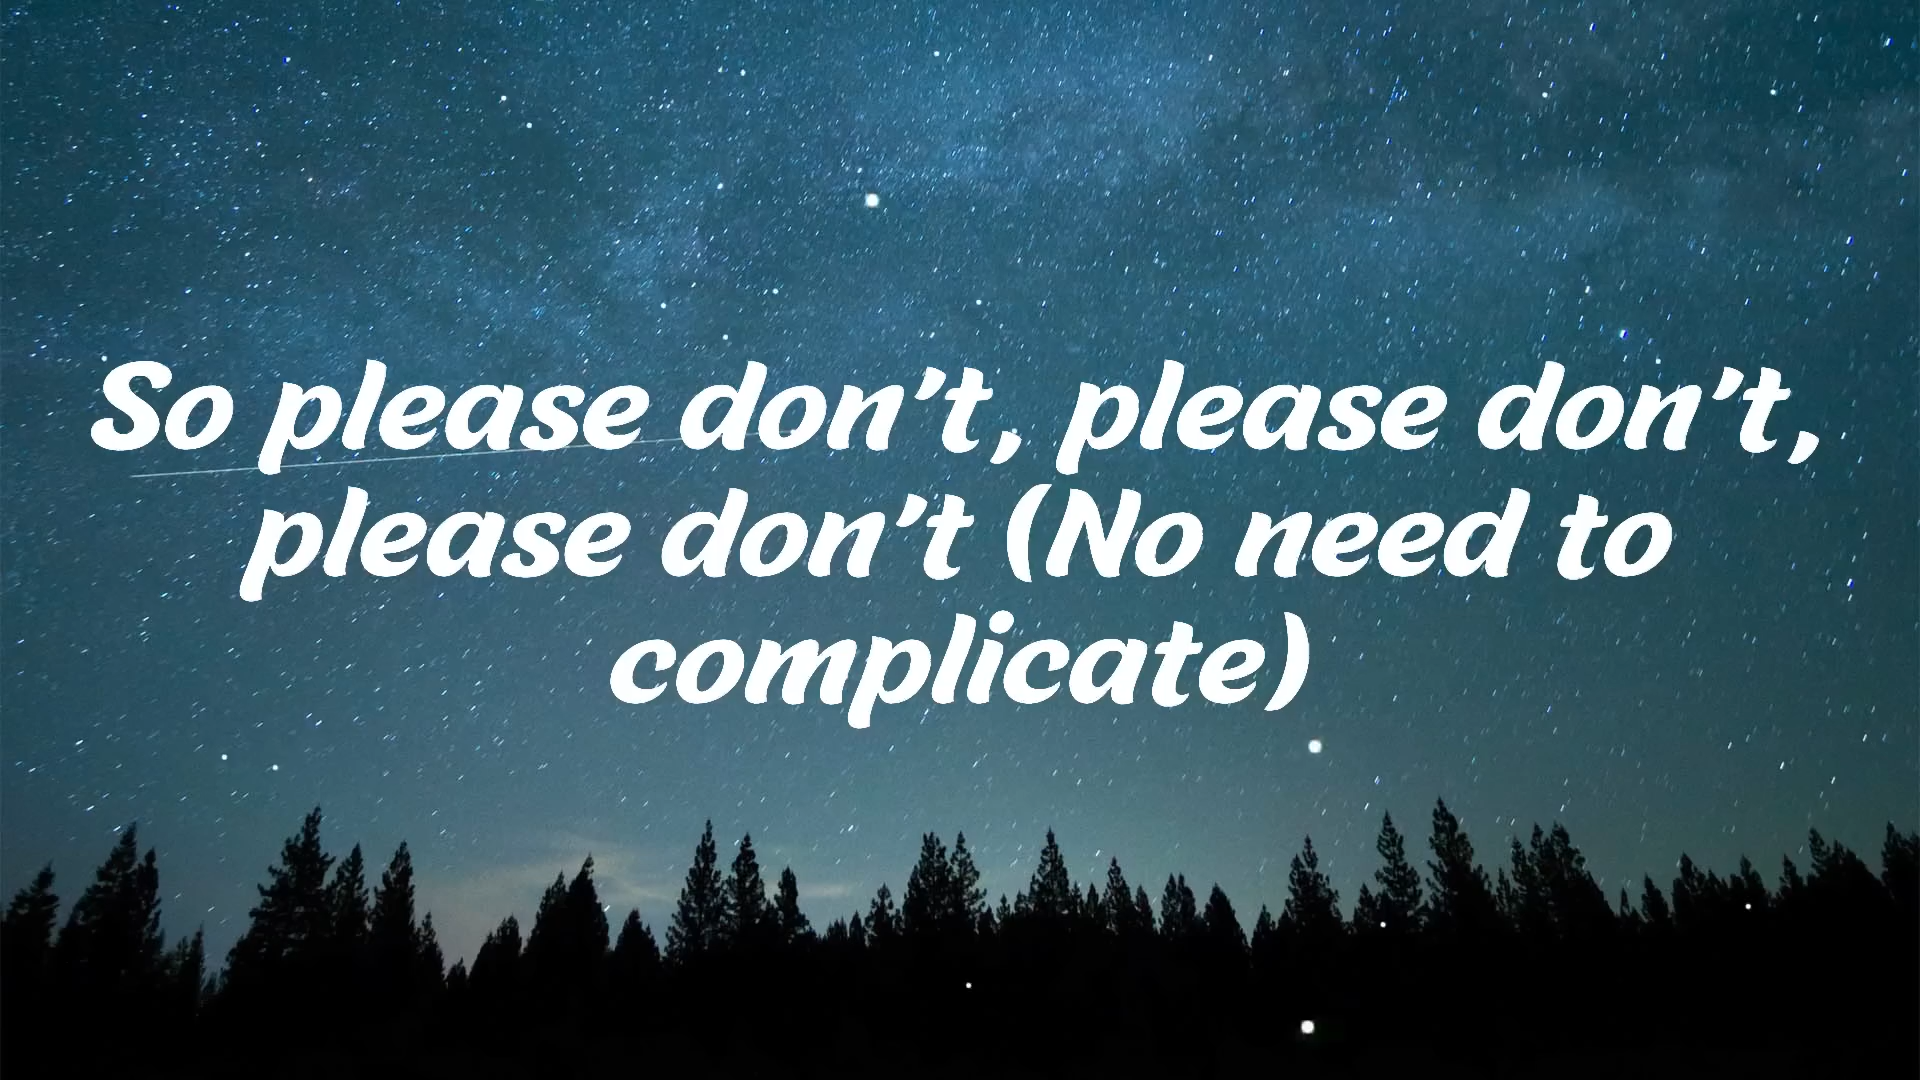 So please don't, please don't,
please don't (No need to
complicate)